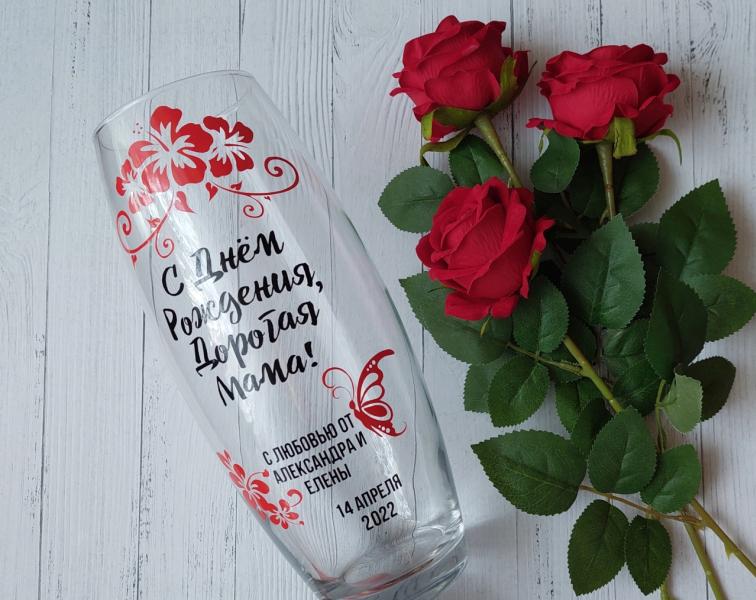 С Днём
Рождения,
Дорогая
Мама!
С ЛЮБОВЬЮ ОТ
АЛЕКСАНДРА И
ЕЛЕНЫ
14 АПРЕЛЯ
2022